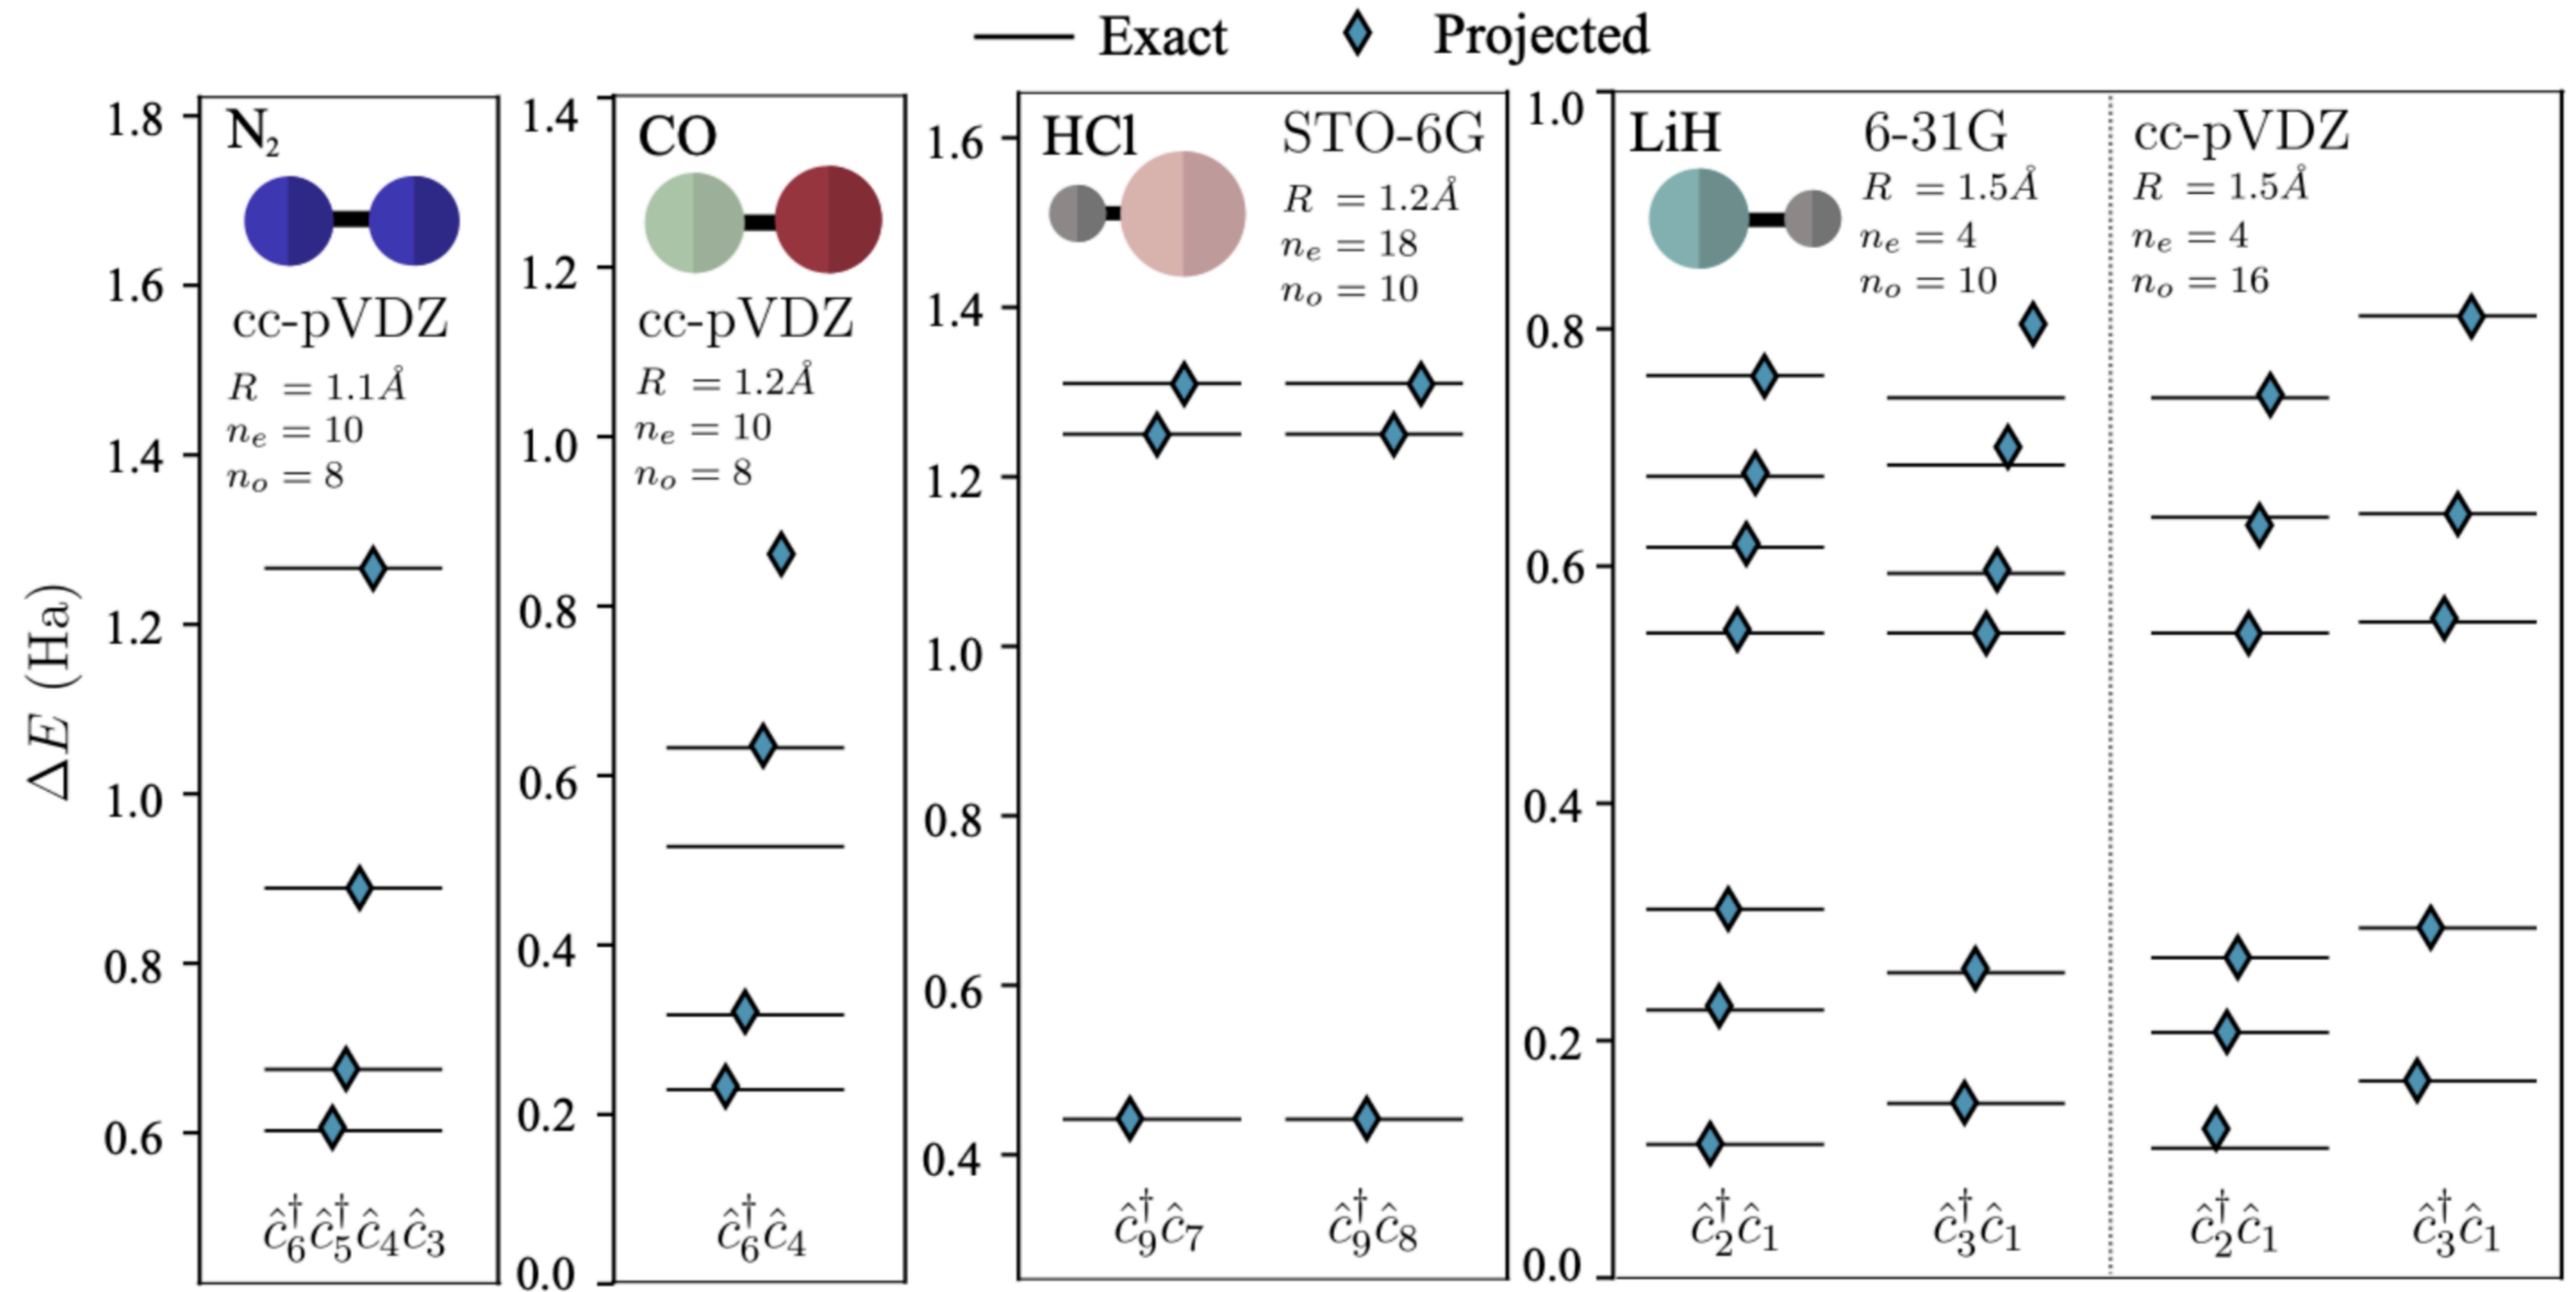 Exact Projected
ΔE (Ha)
1.8
1.6
1.4
1.2
1.0
0.8
0.6
N₂
cc-pVDZ
R = 1.1Å
nₑ = 10
nₒ = 8
ĉ₆†ĉ₅†ĉ₄ĉ₃
1.4
1.2
1.0
0.8
0.6
0.4
0.2
0.0
CO
cc-pVDZ
R = 1.2Å
nₑ = 10
nₒ = 8
ĉ₆†ĉ₄
1.6
1.4
1.2
1.0
0.8
0.6
0.4
HCl STO-6G
R = 1.2Å
nₑ = 18
nₒ = 10
ĉ₉†ĉ₇ ĉ₉†ĉ₈
1.0
0.8
0.6
0.4
0.2
0.0
LiH 6-31G
R = 1.5Å
nₑ = 4
nₒ = 10
ĉ₂†ĉ₁ ĉ₃†ĉ₁
cc-pVDZ
R = 1.5Å
nₑ = 4
nₒ = 16
ĉ₂†ĉ₁ ĉ₃†ĉ₁